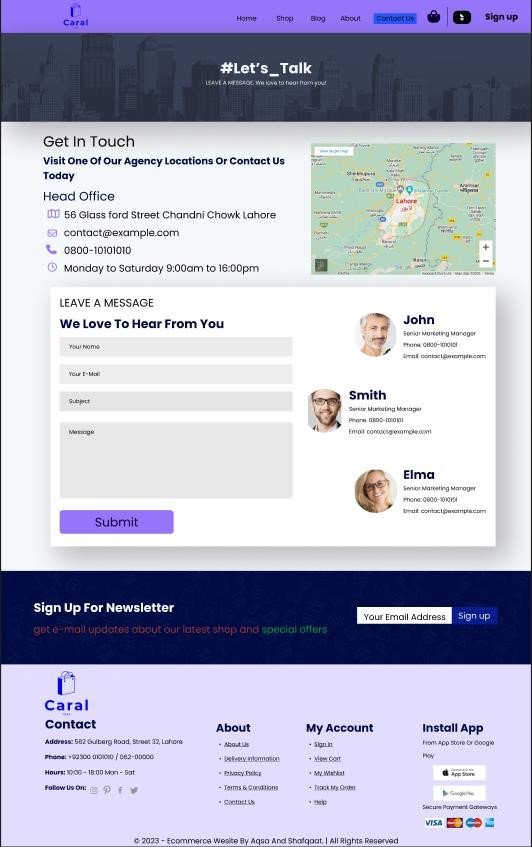 Caral
Home Shop Blog About Contact Us Sign up
#Let's_Talk
LEAVE A MESSAGE, We love to hear from you!
Get In Touch
Visit One Of Our Agency Locations Or Contact Us
Today
Head Office
56 Glass ford Street Chandni Chowk Lahore
contact@example.com
0800-10101010
Monday to Saturday 9:00am to 16:00pm
View larger map
Sheikhupura
Lahore
لاہور
LEAVE A MESSAGE
We Love To Hear From You
Your Name
Your E-Mail
Subject
Message
Submit
John
Senior Marketing Manager
Phone: 0800-1010101
Email: contact@example.com
Smith
Senior Marketing Manager
Phone: 0800-1010101
Email: contact@example.com
Elma
Senior Marketing Manager
Phone: 0800-1010101
Email: contact@example.com
Sign Up For Newsletter
get e-mail updates about our latest shop and special offers
Your Email Address Sign up
Caral
Contact
Address: 562 Gulberg Road, Street 32, Lahore
Phone: +92300 0101010 / 062-00000
Hours: 10:00 - 18:00 Mon - Sat
Follow Us On:
About
• About Us
• Delivery Information
• Privacy Policy
• Terms & Conditions
• Contact Us
My Account
• Sign In
• View Cart
• My Wishlist
• Track My Order
• Help
Install App
From App Store Or Google
Play
App Store
Google Play
Secure Payment Gateways
VISA
© 2023 - Ecommerce Wesite By Aqsa And Shafqaat. | All Rights Reserved